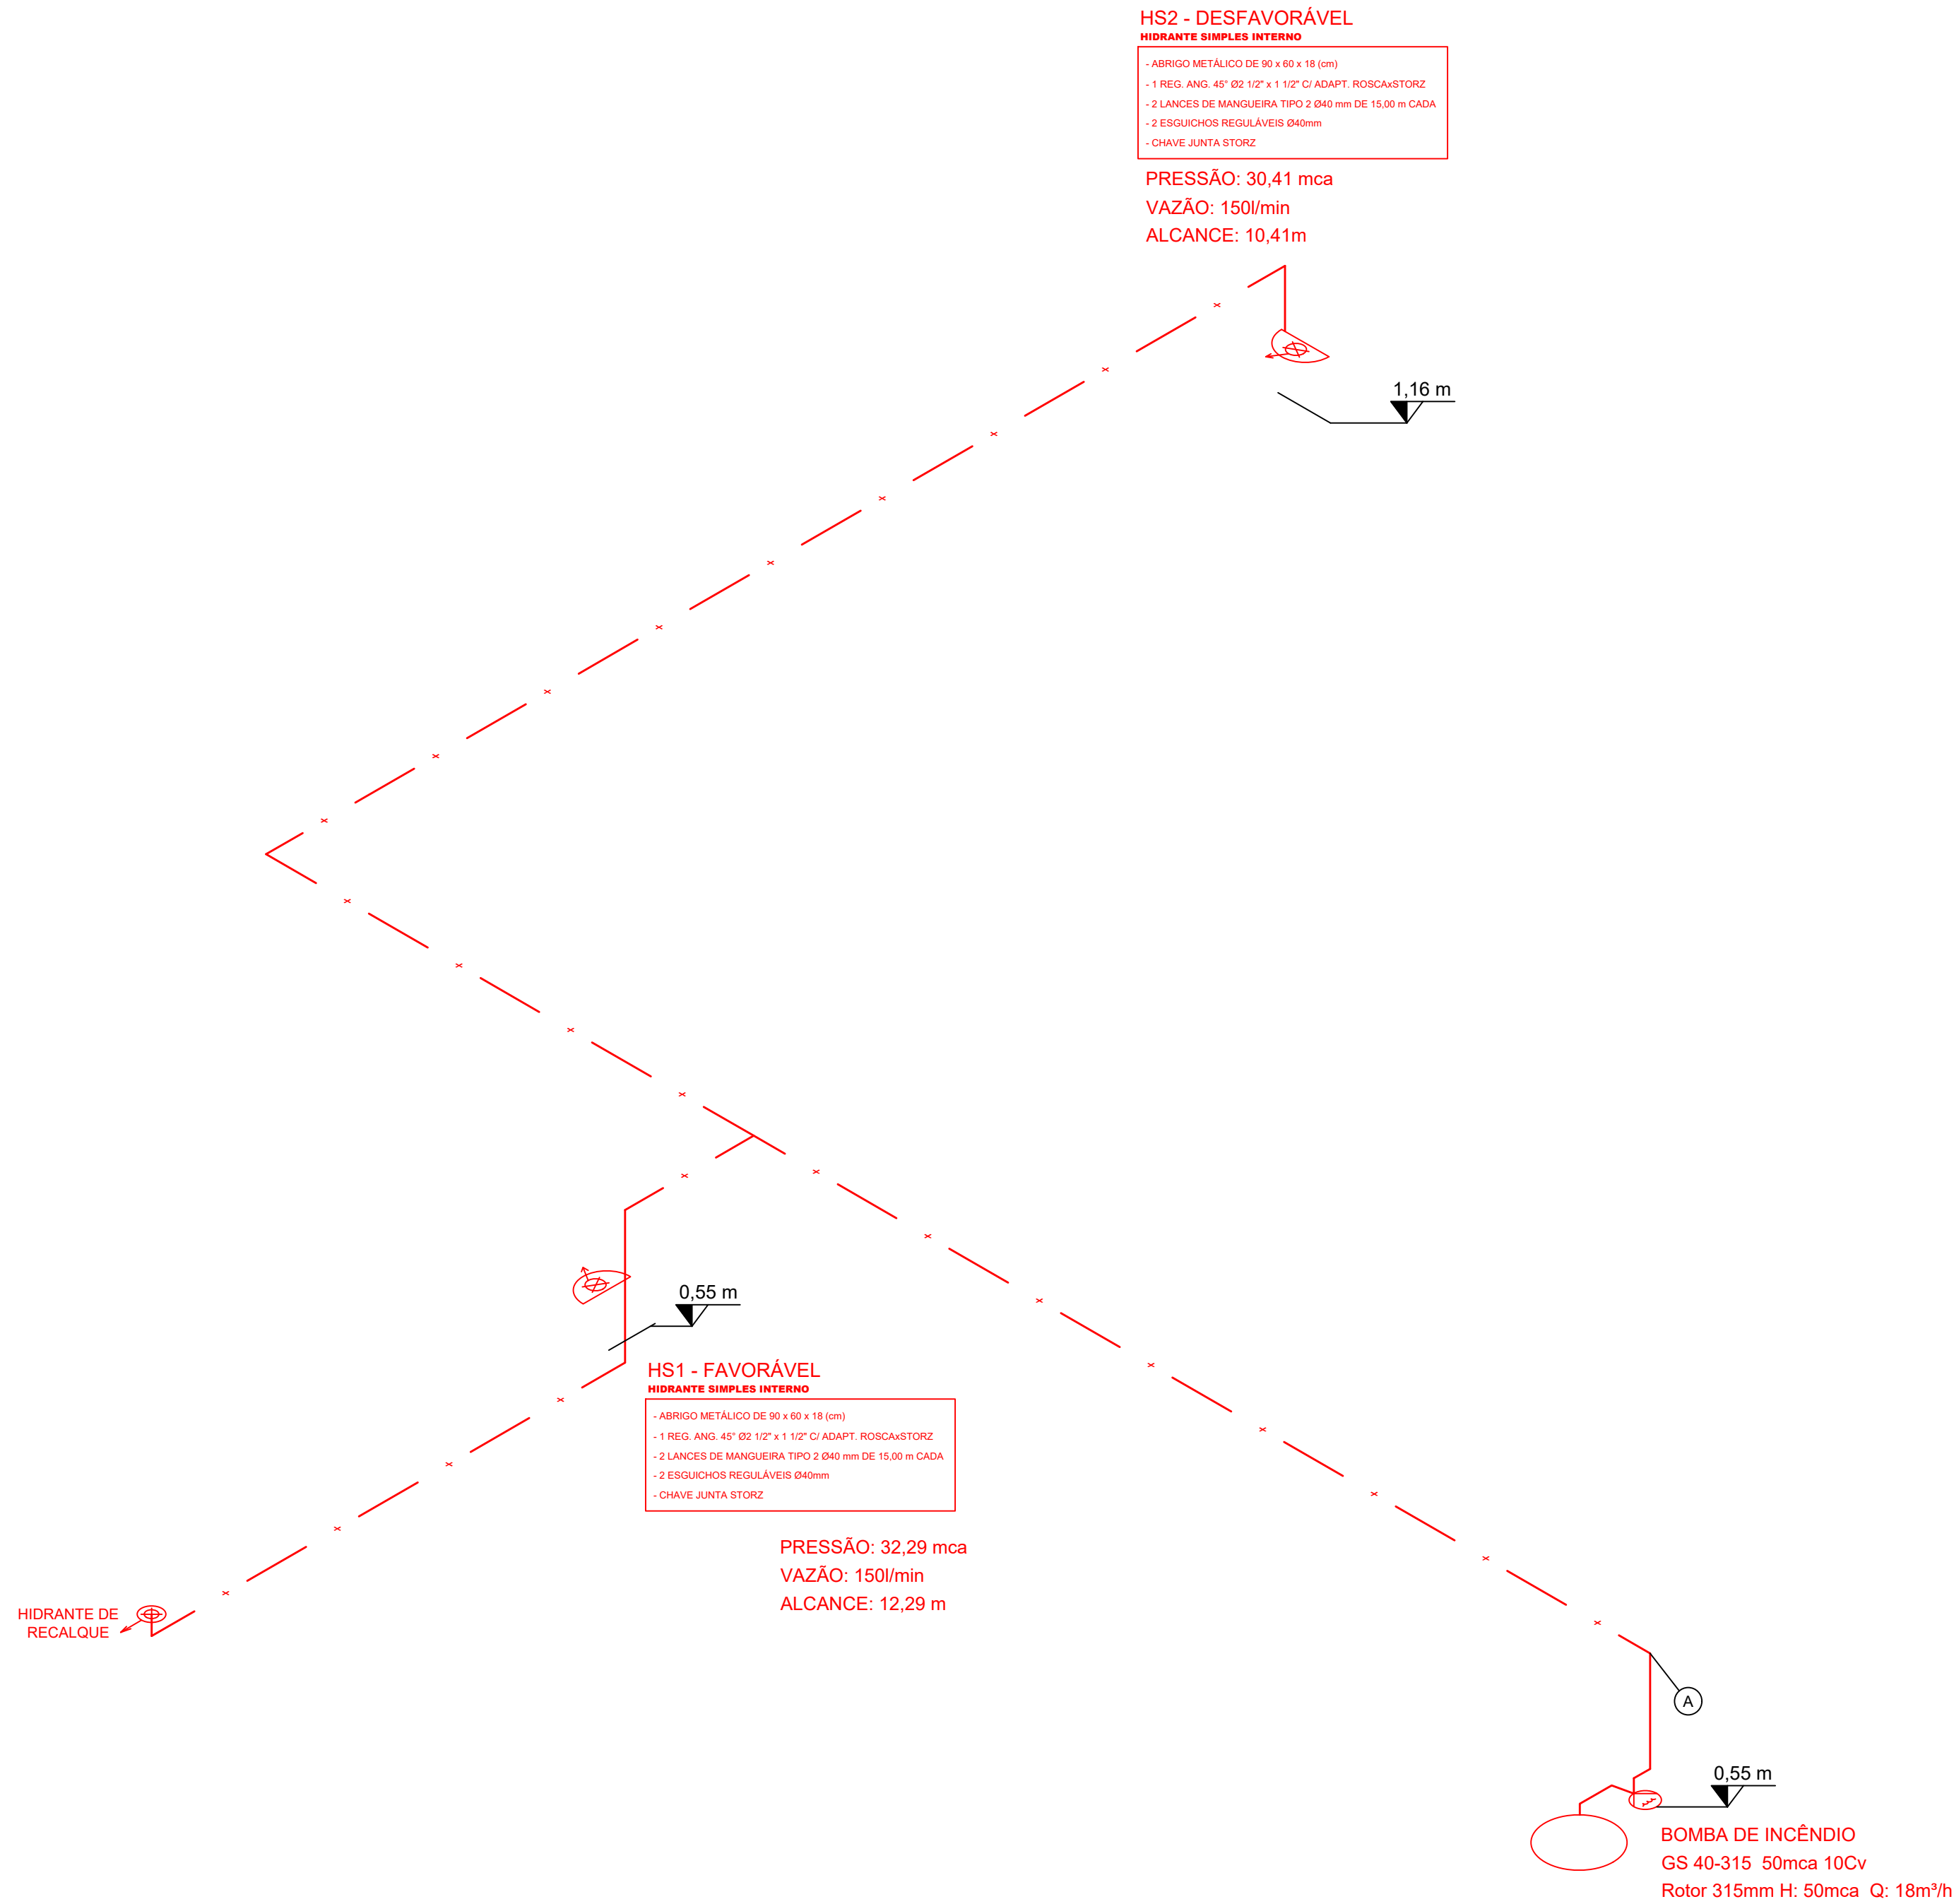 HS2 - DESFAVORÁVEL
HIDRANTE SIMPLES INTERNO
- ABRIGO METÁLICO DE 90 x 60 x 18 (cm)
- 1 REG. ANG. 45° Ø2 1/2" x 1 1/2" C/ ADAPT. ROSCAxSTORZ
- 2 LANCES DE MANGUEIRA TIPO 2 Ø40 mm DE 15,00 m CADA
- 2 ESGUICHOS REGULÁVEIS Ø40mm
- CHAVE JUNTA STORZ
PRESSÃO: 30,41 mca
VAZÃO: 150l/min
ALCANCE: 10,41m
1,16 m
0,55 m
HS1 - FAVORÁVEL
HIDRANTE SIMPLES INTERNO
- ABRIGO METÁLICO DE 90 x 60 x 18 (cm)
- 1 REG. ANG. 45° Ø2 1/2" x 1 1/2" C/ ADAPT. ROSCAxSTORZ
- 2 LANCES DE MANGUEIRA TIPO 2 Ø40 mm DE 15,00 m CADA
- 2 ESGUICHOS REGULÁVEIS Ø40mm
- CHAVE JUNTA STORZ
PRESSÃO: 32,29 mca
VAZÃO: 150l/min
ALCANCE: 12,29 m
HIDRANTE DE
RECALQUE
A
0,55 m
BOMBA DE INCÊNDIO
GS 40-315 50mca 10Cv
Rotor 315mm H: 50mca Q: 18m³/h